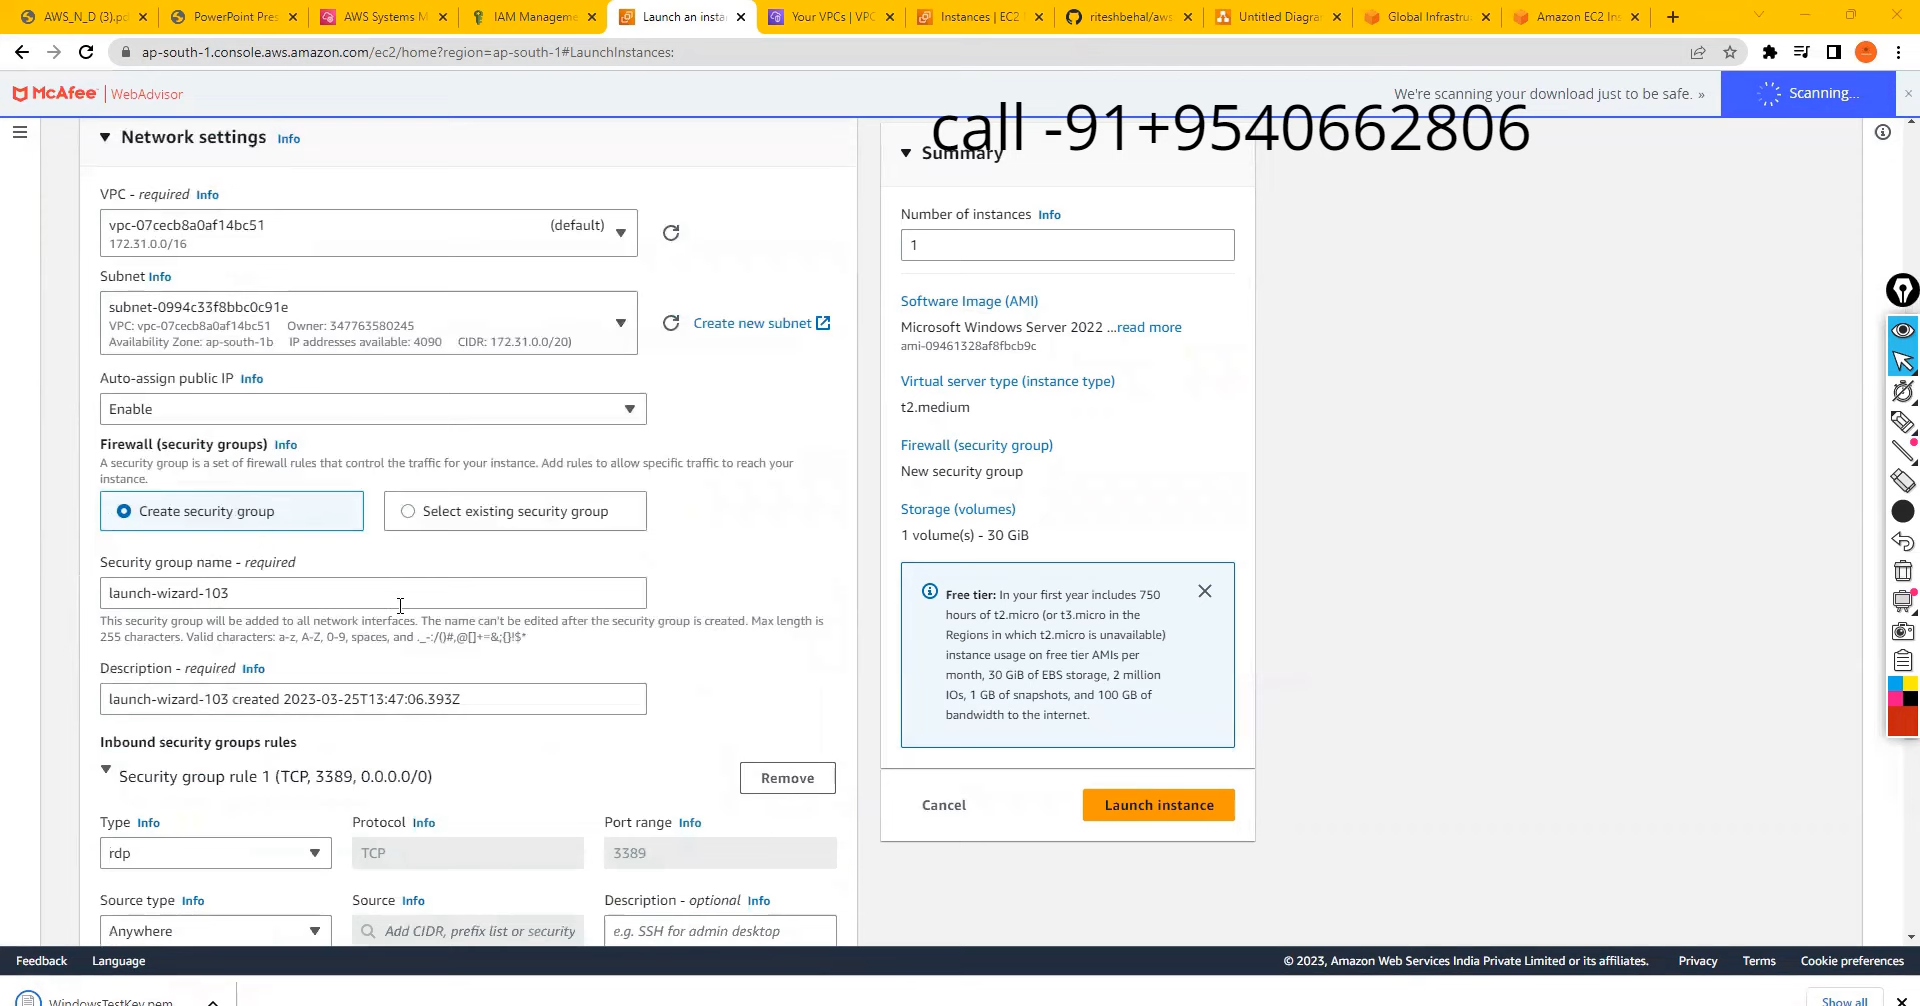 AWS_N_D (3).pd
PowerPoint Pres
AWS Systems M
IAM Manageme
Launch an insta
Your VPCs | VPC
Instances | EC2
riteshbehal/aws
Untitled Diagra
Global Infrastru
Amazon EC2 Ins
ap-south-1.console.aws.amazon.com/ec2/home?region=ap-south-1#LaunchInstances:
McAfee | WebAdvisor
We're scanning your download just to be safe. »
Scanning...
call -91+9540662806
Network settings Info
VPC - required Info
vpc-07cecb8a0af14bc51 (default)
172.31.0.0/16
Subnet Info
subnet-0994c33f8bbc0c91e
VPC: vpc-07cecb8a0af14bc51 Owner: 347763580245
Availability Zone: ap-south-1b IP addresses available: 4090 CIDR: 172.31.0.0/20)
Create new subnet
Auto-assign public IP Info
Enable
Firewall (security groups) Info
A security group is a set of firewall rules that control the traffic for your instance. Add rules to allow specific traffic to reach your
instance.
Create security group
Select existing security group
Security group name - required
launch-wizard-103
This security group will be added to all network interfaces. The name can't be edited after the security group is created. Max length is
255 characters. Valid characters: a-z, A-Z, 0-9, spaces, and ._-:/()#,@[]+=&;{}!$*
Description - required Info
launch-wizard-103 created 2023-03-25T13:47:06.393Z
Inbound security groups rules
Security group rule 1 (TCP, 3389, 0.0.0.0/0)
Remove
Type Info
Protocol Info
Port range Info
rdp
TCP
3389
Source type Info
Source Info
Description - optional Info
Anywhere
Add CIDR, prefix list or security
e.g. SSH for admin desktop
Summary
Number of instances Info
1
Software Image (AMI)
Microsoft Windows Server 2022 ...read more
ami-09461328af8fbcb9c
Virtual server type (instance type)
t2.medium
Firewall (security group)
New security group
Storage (volumes)
1 volume(s) - 30 GiB
Free tier: In your first year includes 750
hours of t2.micro (or t3.micro in the
Regions in which t2.micro is unavailable)
instance usage on free tier AMIs per
month, 30 GiB of EBS storage, 2 million
IOs, 1 GB of snapshots, and 100 GB of
bandwidth to the internet.
Cancel
Launch instance
Feedback
Language
© 2023, Amazon Web Services India Private Limited or its affiliates.
Privacy
Terms
Cookie preferences
WindowsTestKey.pem
Show all